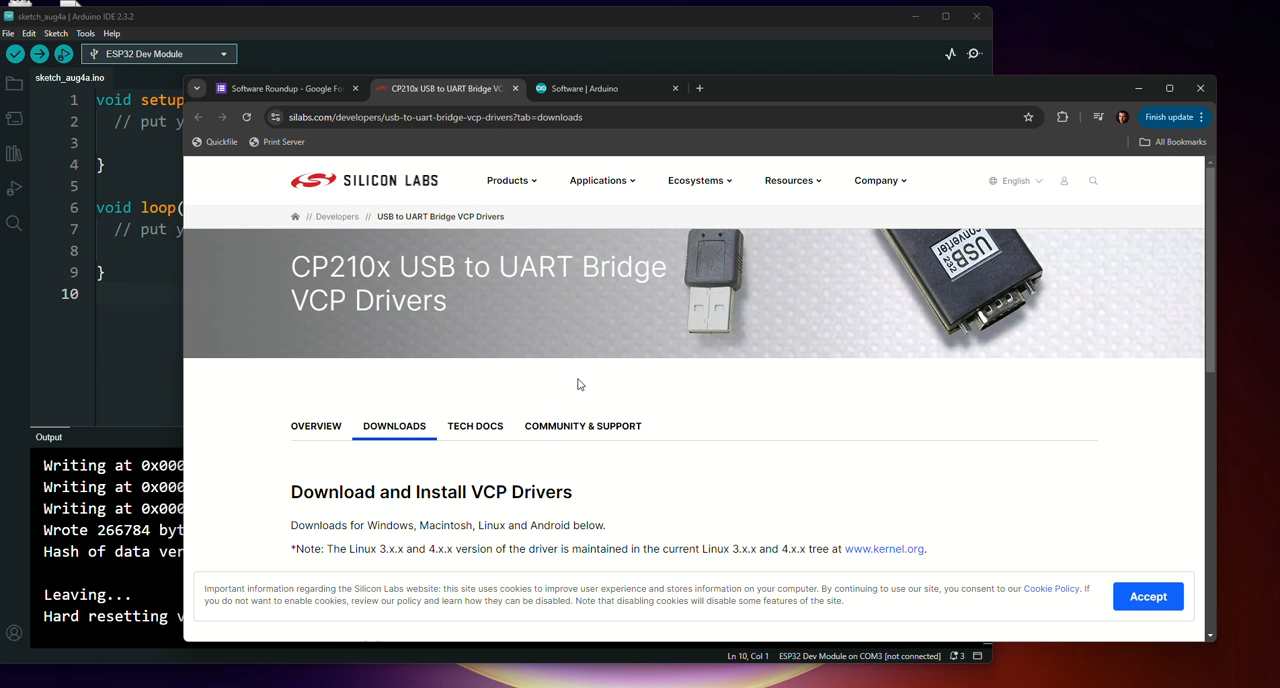 sketch_aug4a | Arduino IDE 2.3.2
File Edit Sketch Tools Help
ESP32 Dev Module
sketch_aug4a.ino
1 void setup
2 // put y
3
4 }
5
6 void loop(
7 // put y
8
9 }
10
Output
Writing at 0x000
Writing at 0x000
Writing at 0x000
Wrote 266784 byt
Hash of data ver
Leaving...
Hard resetting v
Software Roundup - Google Fo
CP210x USB to UART Bridge VC
Software | Arduino
silabs.com/developers/usb-to-uart-bridge-vcp-drivers?tab=downloads
Finish update
Quickfile Print Server
All Bookmarks
SILICON LABS
Products Applications Ecosystems Resources Company
English
// Developers // USB to UART Bridge VCP Drivers
CP210x USB to UART Bridge
VCP Drivers
converter
USB
232
OVERVIEW DOWNLOADS TECH DOCS COMMUNITY & SUPPORT
Download and Install VCP Drivers
Downloads for Windows, Macintosh, Linux and Android below.
*Note: The Linux 3.x.x and 4.x.x version of the driver is maintained in the current Linux 3.x.x and 4.x.x tree at www.kernel.org.
Important information regarding the Silicon Labs website: this site uses cookies to improve user experience and stores information on your computer. By continuing to use our site, you consent to our Cookie Policy. If
you do not want to enable cookies, review our policy and learn how they can be disabled. Note that disabling cookies will disable some features of the site.
Accept
Ln 10, Col 1 ESP32 Dev Module on COM3 [not connected] 3